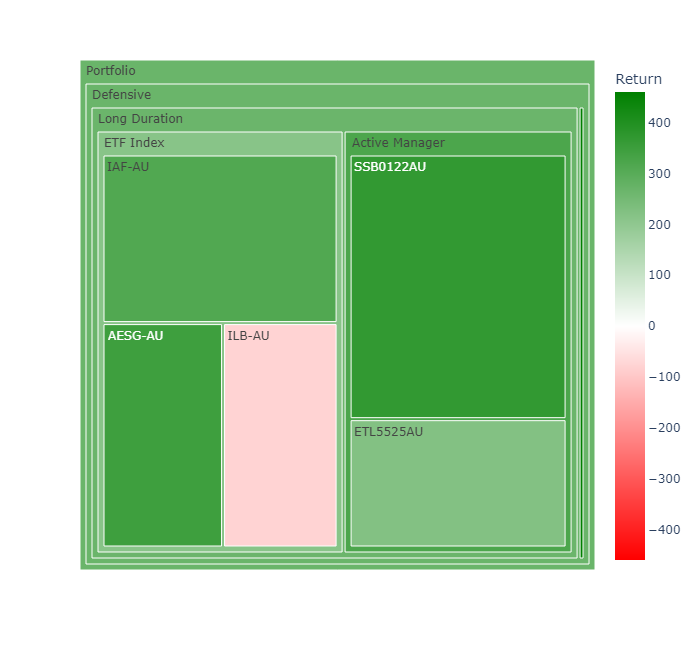 Portfolio
Defensive
Long Duration
ETF Index
IAF-AU
AESG-AU
ILB-AU
Active Manager
SSB0122AU
ETL5525AU
Return
400
300
200
100
0
−100
−200
−300
−400